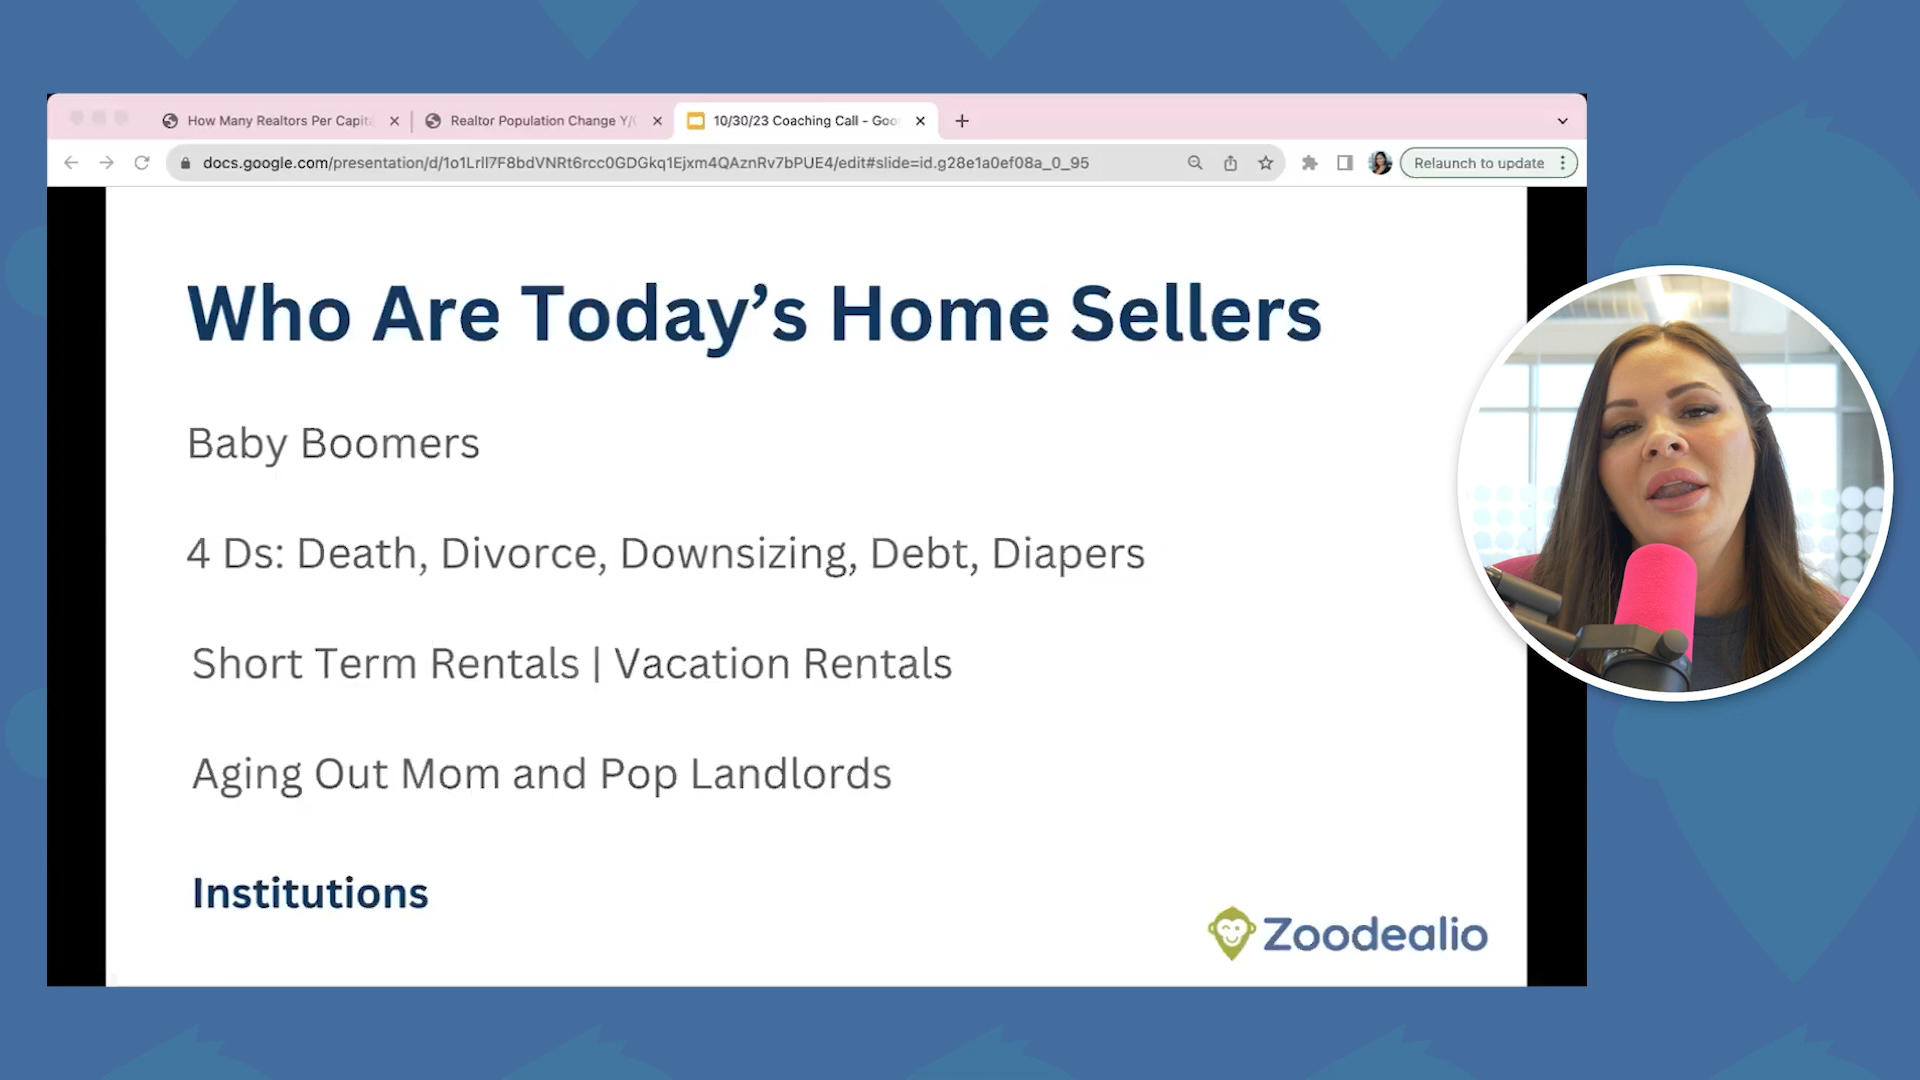 How Many Realtors Per Capit
Realtor Population Change Y/
10/30/23 Coaching Call - Goo
docs.google.com/presentation/d/1o1Lrll7F8bdVNRt6rcc0GDGkq1Ejxm4QAznRv7bPUE4/edit#slide=id.g28e1a0ef08a_0_95
Relaunch to update
Who Are Today’s Home Sellers
Baby Boomers
4 Ds: Death, Divorce, Downsizing, Debt, Diapers
Short Term Rentals | Vacation Rentals
Aging Out Mom and Pop Landlords
Institutions
Zoodealio